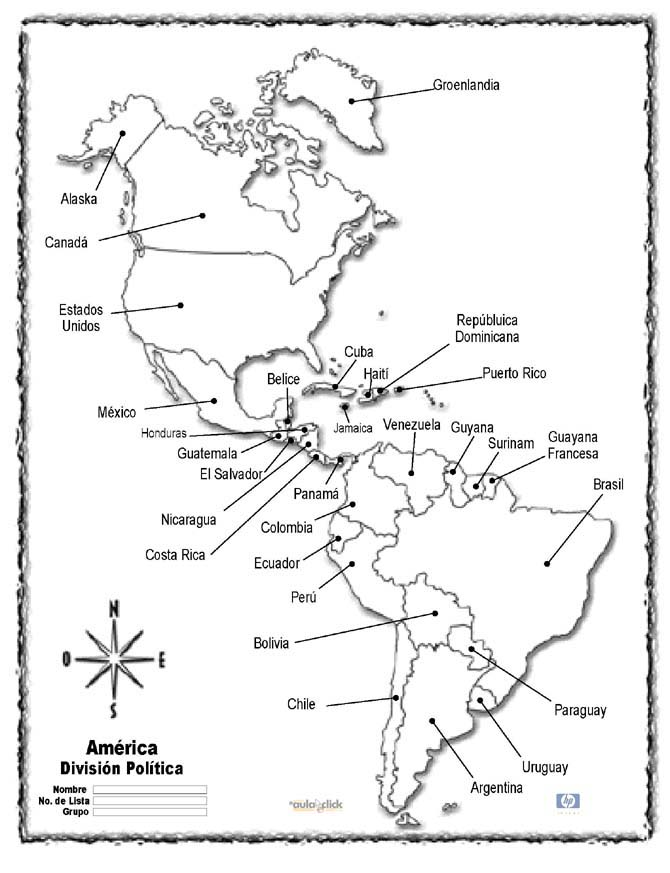 Groenlandia
Alaska
Canadá
Estados
Unidos
Repúbluica
Dominicana
Cuba
Haití
Puerto Rico
Belice
México
Jamaica
Honduras
Venezuela
Guyana
Guayana
Francesa
Surinam
Guatemala
El Salvador
Panamá
Brasil
Nicaragua
Colombia
Costa Rica
Ecuador
Perú
Bolivia
Chile
Paraguay
Uruguay
Argentina
N
O E
S
América
División Política
Nombre
No. de Lista
Grupo
aulaclick
hp